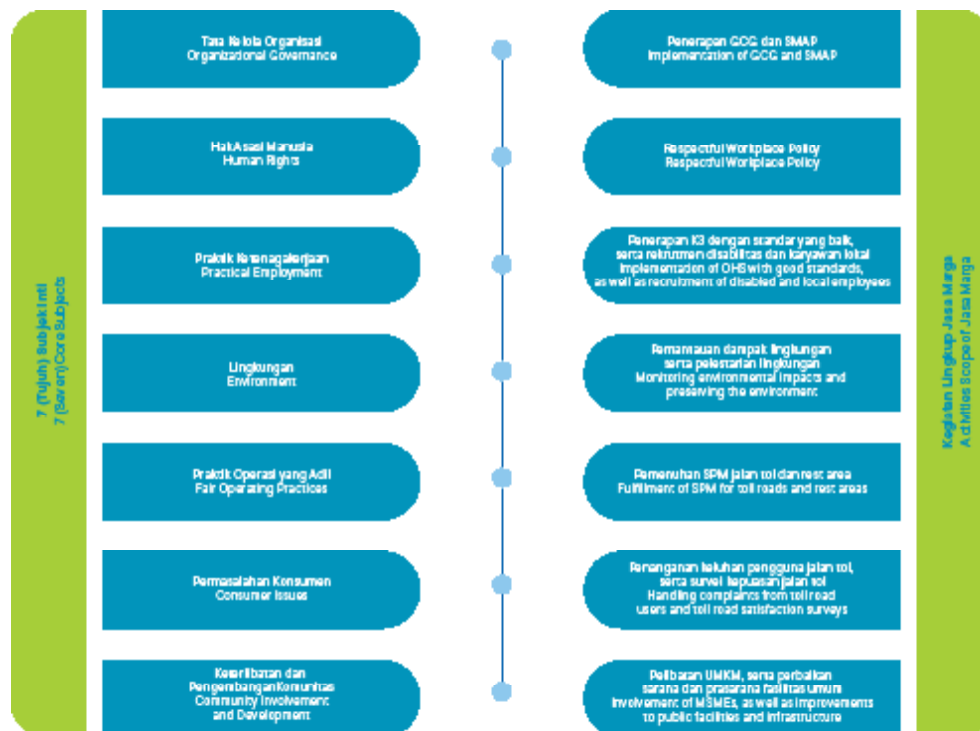 7 (Tujuh) Subjek Inti
7 (Seven) Core Subjects
Tata Kelola Organisasi
Organizational Governance
Penerapan GCG dan SMAP
Implementation of GCG and SMAP
Hak Asasi Manusia
Human Rights
Respectful Workplace Policy
Respectful Workplace Policy
Praktik Ketenagakerjaan
Practical Employment
Penerapan K3 dengan standar yang baik,
serta rekrutmen disabilitas dan karyawan lokal
Implementation of OHS with good standards,
as well as recruitment of disabled and local employees
Lingkungan
Environment
Pemantauan dampak lingkungan
serta pelestarian lingkungan
Monitoring environmental impacts and
preserving the environment
Praktik Operasi yang Adil
Fair Operating Practices
Pemenuhan SPM jalan tol dan rest area
Fulfillment of SPM for toll roads and rest areas
Permasalahan Konsumen
Consumer Issues
Penanganan keluhan pengguna jalan tol,
serta survei kepuasan jalan tol
Handling complaints from toll road
users and toll road satisfaction surveys
Keterlibatan dan
Pengembangan Komunitas
Community Involvement
and Development
Pelibatan UMKM, serta perbaikan
sarana dan prasarana fasilitas umum
Involvement of MSMEs, as well as improvements
to public facilities and infrastructure
Kegiatan Lingkup Jasa Marga
Activities Scope of Jasa Marga